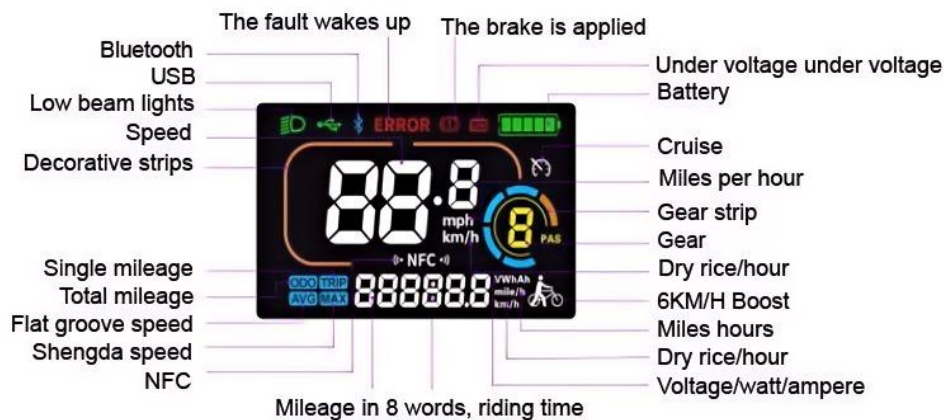 The fault wakes up
The brake is applied
Bluetooth
USB
Low beam lights
Speed
Decorative strips
Under voltage under voltage
Battery
Cruise
Miles per hour
Gear strip
Gear
Dry rice/hour
6KM/H Boost
Miles hours
Dry rice/hour
Voltage/watt/ampere
ERROR
88.8
mph
km/h
8
PAS
NFC
ODO TRIP
AVG MAX
88888.8
VWhAh
mile/h
km/h
Single mileage
Total mileage
Flat groove speed
Shengda speed
NFC
Mileage in 8 words, riding time